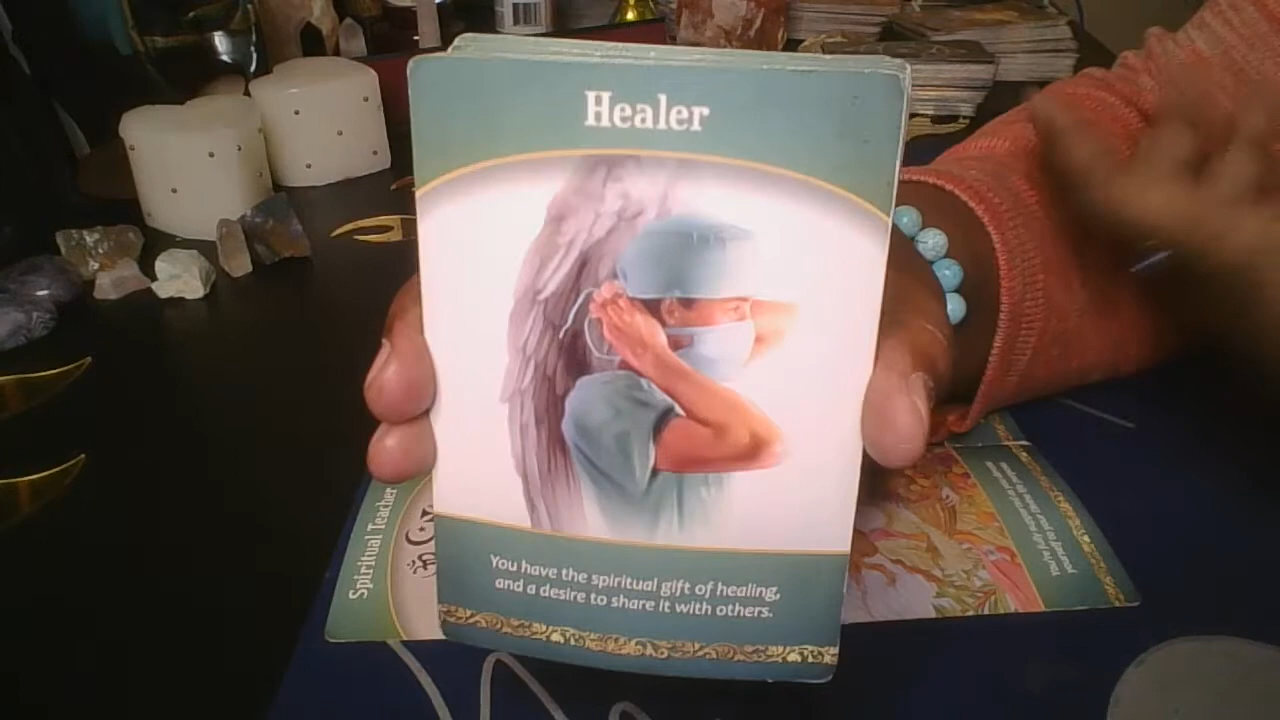 Healer
You have the spiritual gift of healing,
and a desire to share it with others.
Spiritual Teacher
ॐ